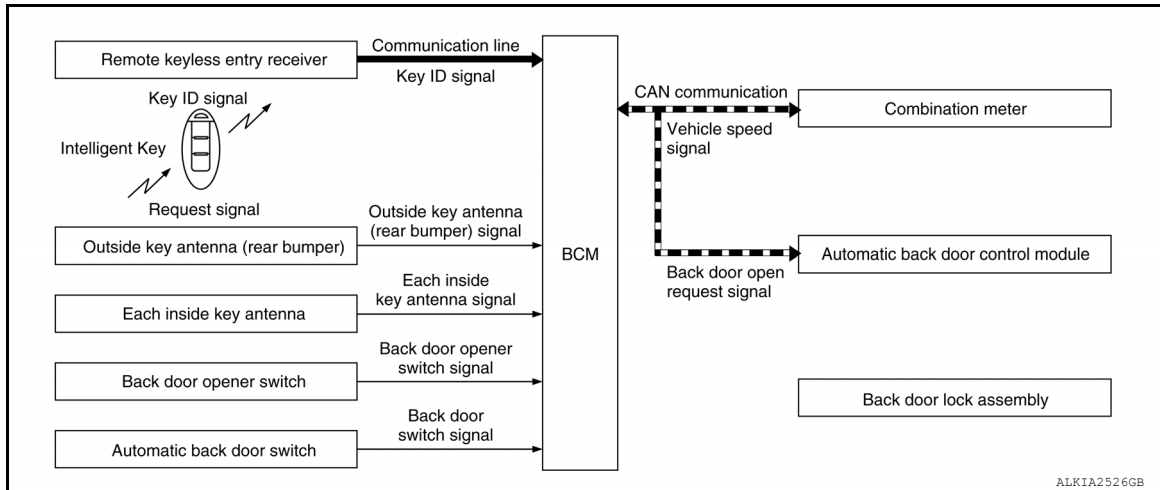 Remote keyless entry receiver
Communication line
Key ID signal
Key ID signal
Intelligent Key
Request signal
Outside key antenna (rear bumper)
Outside key antenna
(rear bumper) signal
Each inside key antenna
Each inside
key antenna signal
Back door opener switch
Back door opener
switch signal
Automatic back door switch
Back door
switch signal
BCM
CAN communication
Vehicle speed
signal
Combination meter
Back door open
request signal
Automatic back door control module
Back door lock assembly
ALKIA2526GB